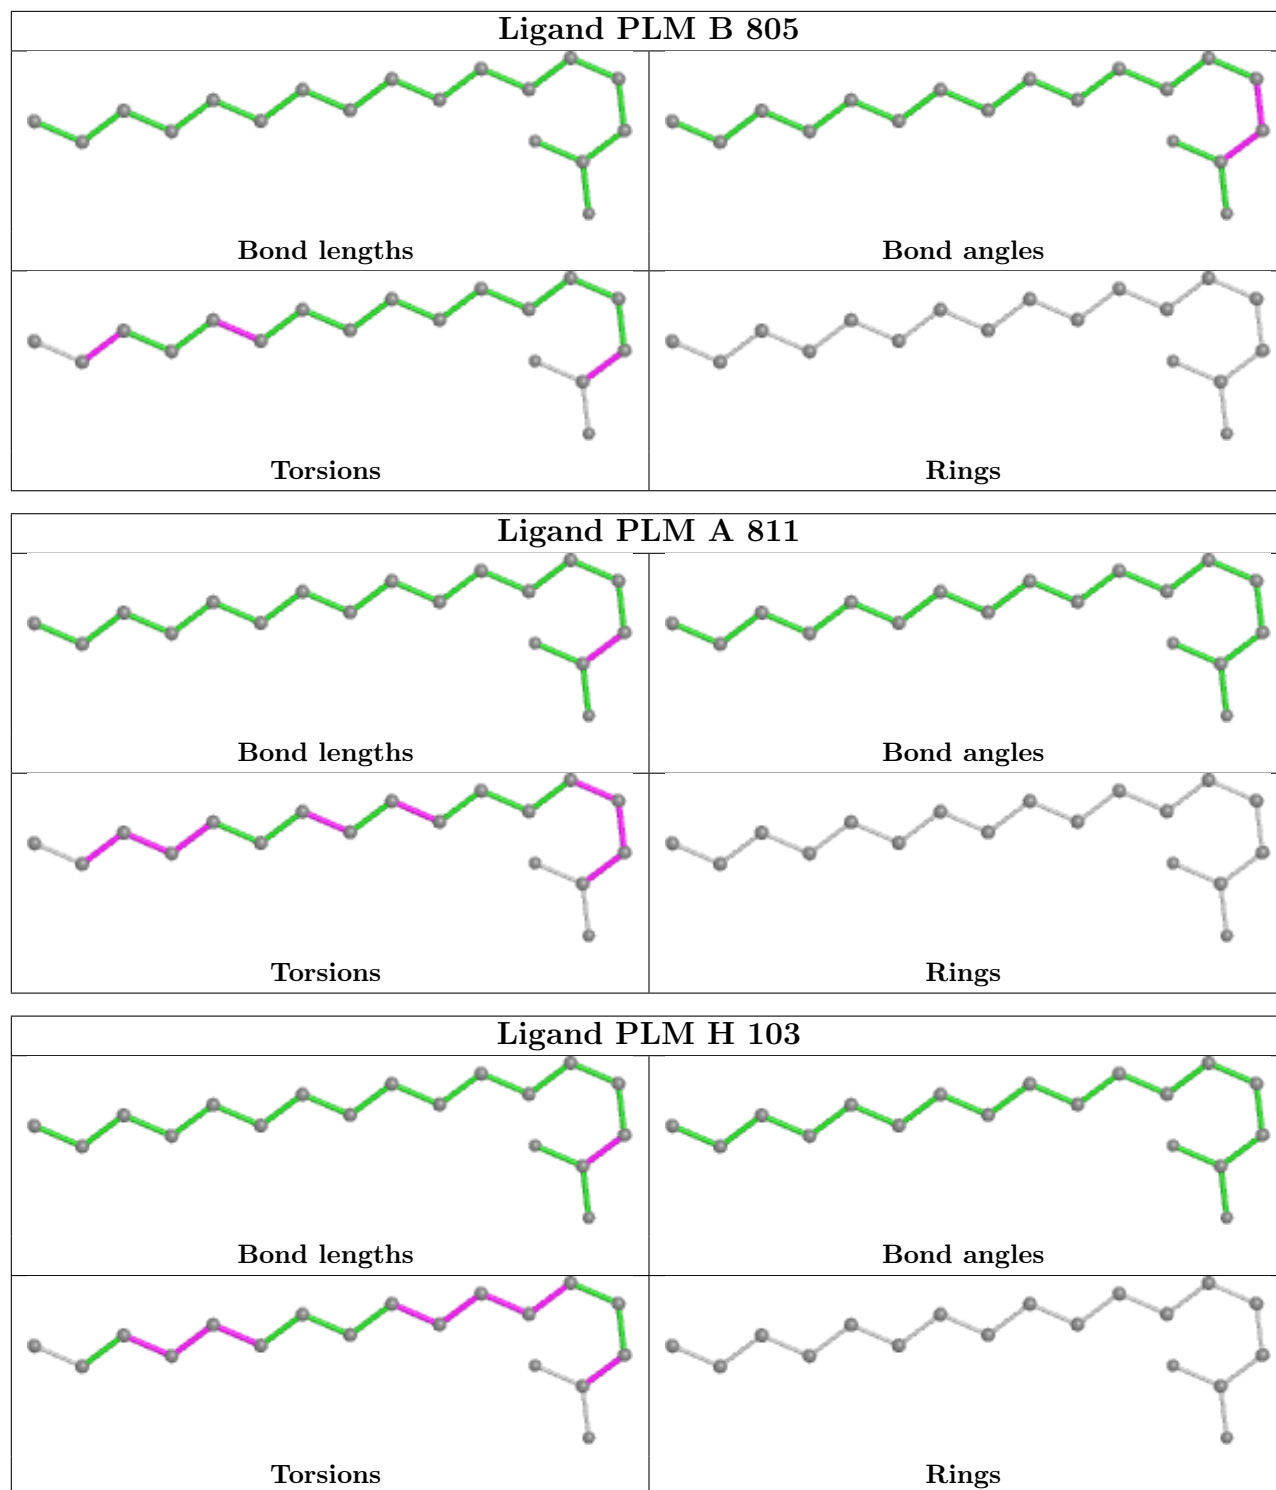 Ligand PLM B 805
Bond lengths
Bond angles
Torsions
Rings
Ligand PLM A 811
Bond lengths
Bond angles
Torsions
Rings
Ligand PLM H 103
Bond lengths
Bond angles
Torsions
Rings